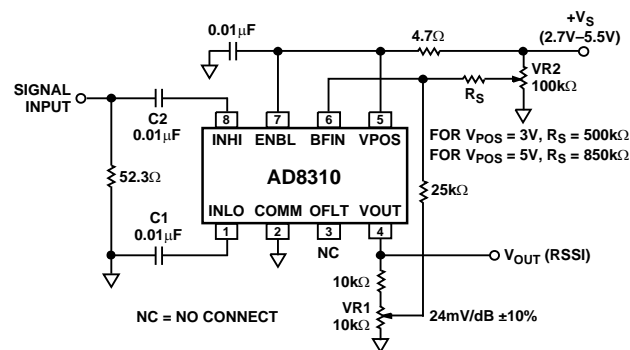 0.01µF
4.7Ω
+VS
(2.7V–5.5V)
SIGNAL
INPUT
C2
0.01µF
RS
VR2
100kΩ
8 7 6 5
INHI ENBL BFIN VPOS
FOR VPOS = 3V, RS = 500kΩ
FOR VPOS = 5V, RS = 850kΩ
52.3Ω
AD8310
25kΩ
C1
0.01µF
INLO COMM OFLT VOUT
1 2 3 4
NC
VOUT (RSSI)
10kΩ
VR1
10kΩ
24mV/dB ±10%
NC = NO CONNECT